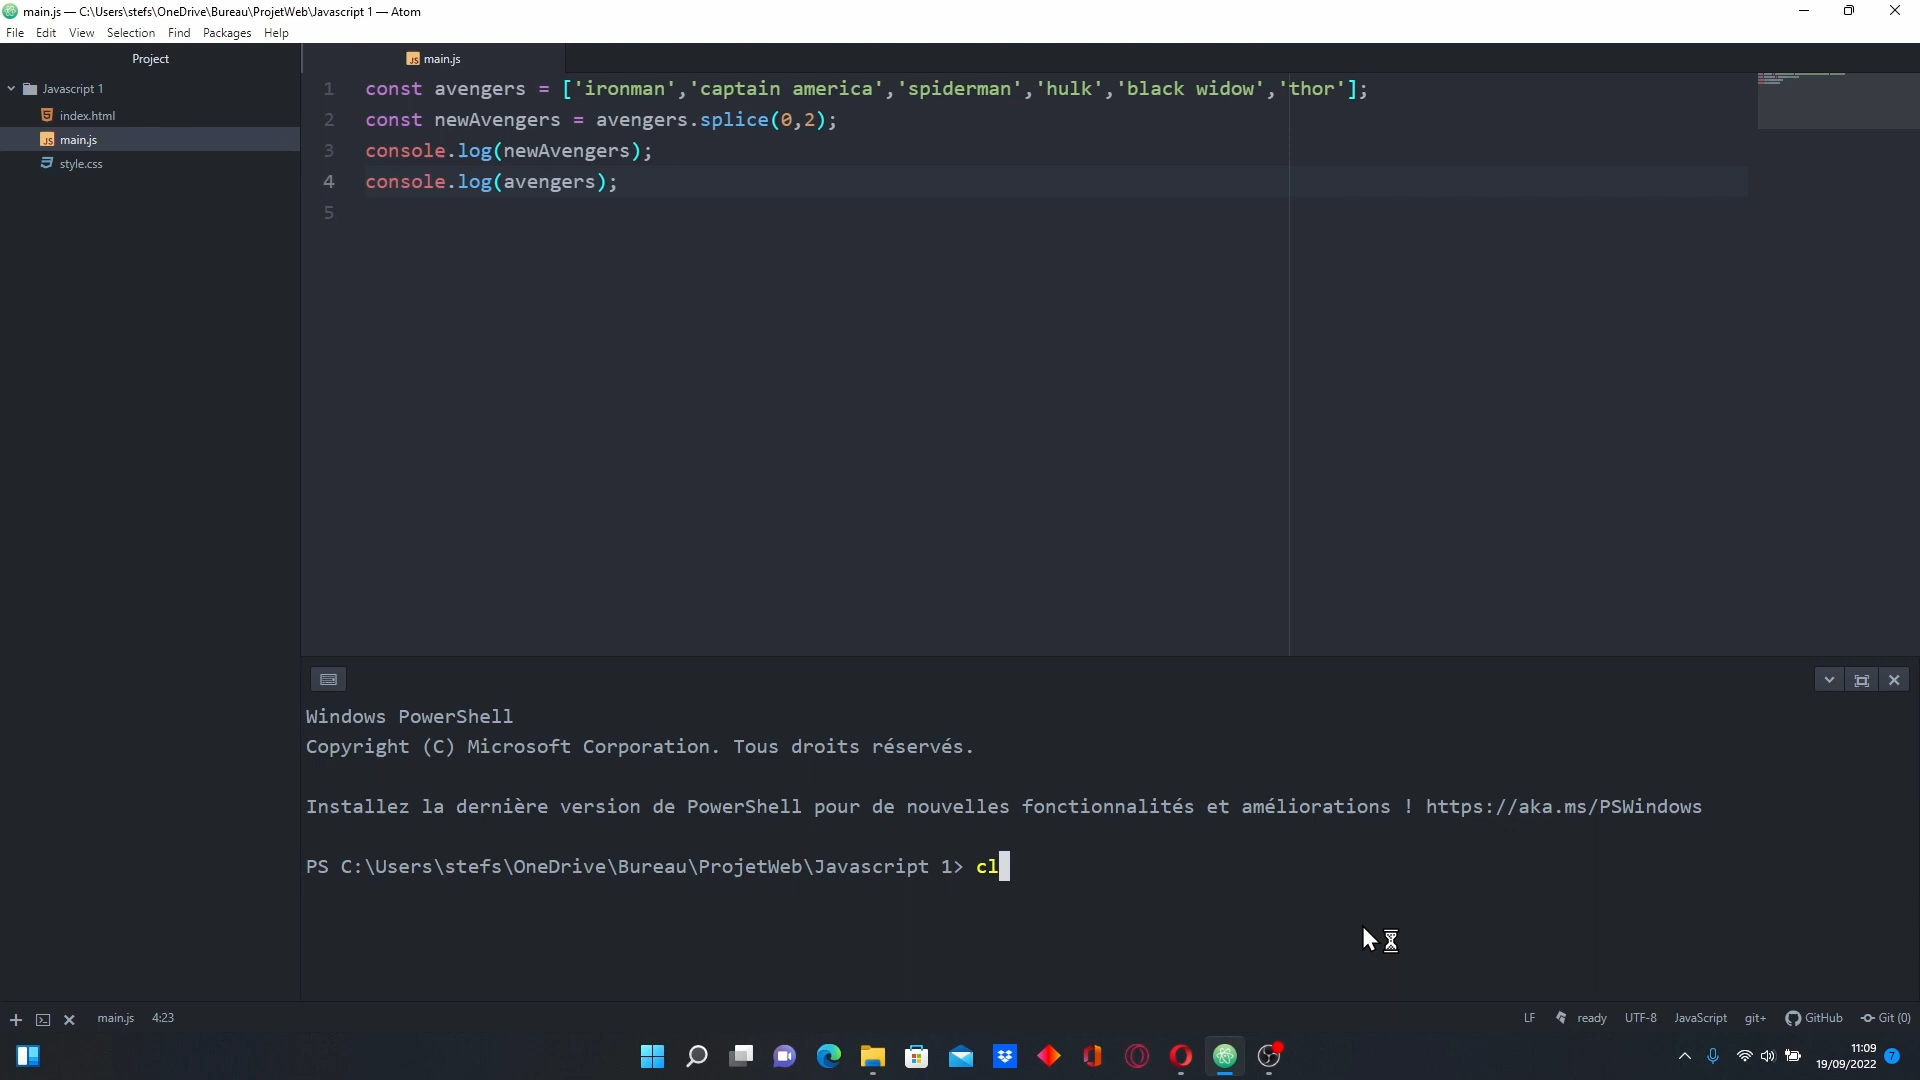 main.js — C:\Users\stefs\OneDrive\Bureau\ProjetWeb\Javascript 1 — Atom
File Edit View Selection Find Packages Help
Project
main.js
Javascript 1
index.html
main.js
style.css
1 const avengers = ['ironman','captain america','spiderman','hulk','black widow','thor'];
2 const newAvengers = avengers.splice(0,2);
3 console.log(newAvengers);
4 console.log(avengers);
5
Windows PowerShell
Copyright (C) Microsoft Corporation. Tous droits réservés.
Installez la dernière version de PowerShell pour de nouvelles fonctionnalités et améliorations ! https://aka.ms/PSWindows
PS C:\Users\stefs\OneDrive\Bureau\ProjetWeb\Javascript 1> cl
main.js 4:23 LF ready UTF-8 JavaScript git+ GitHub Git (0)
11:09
19/09/2022 7